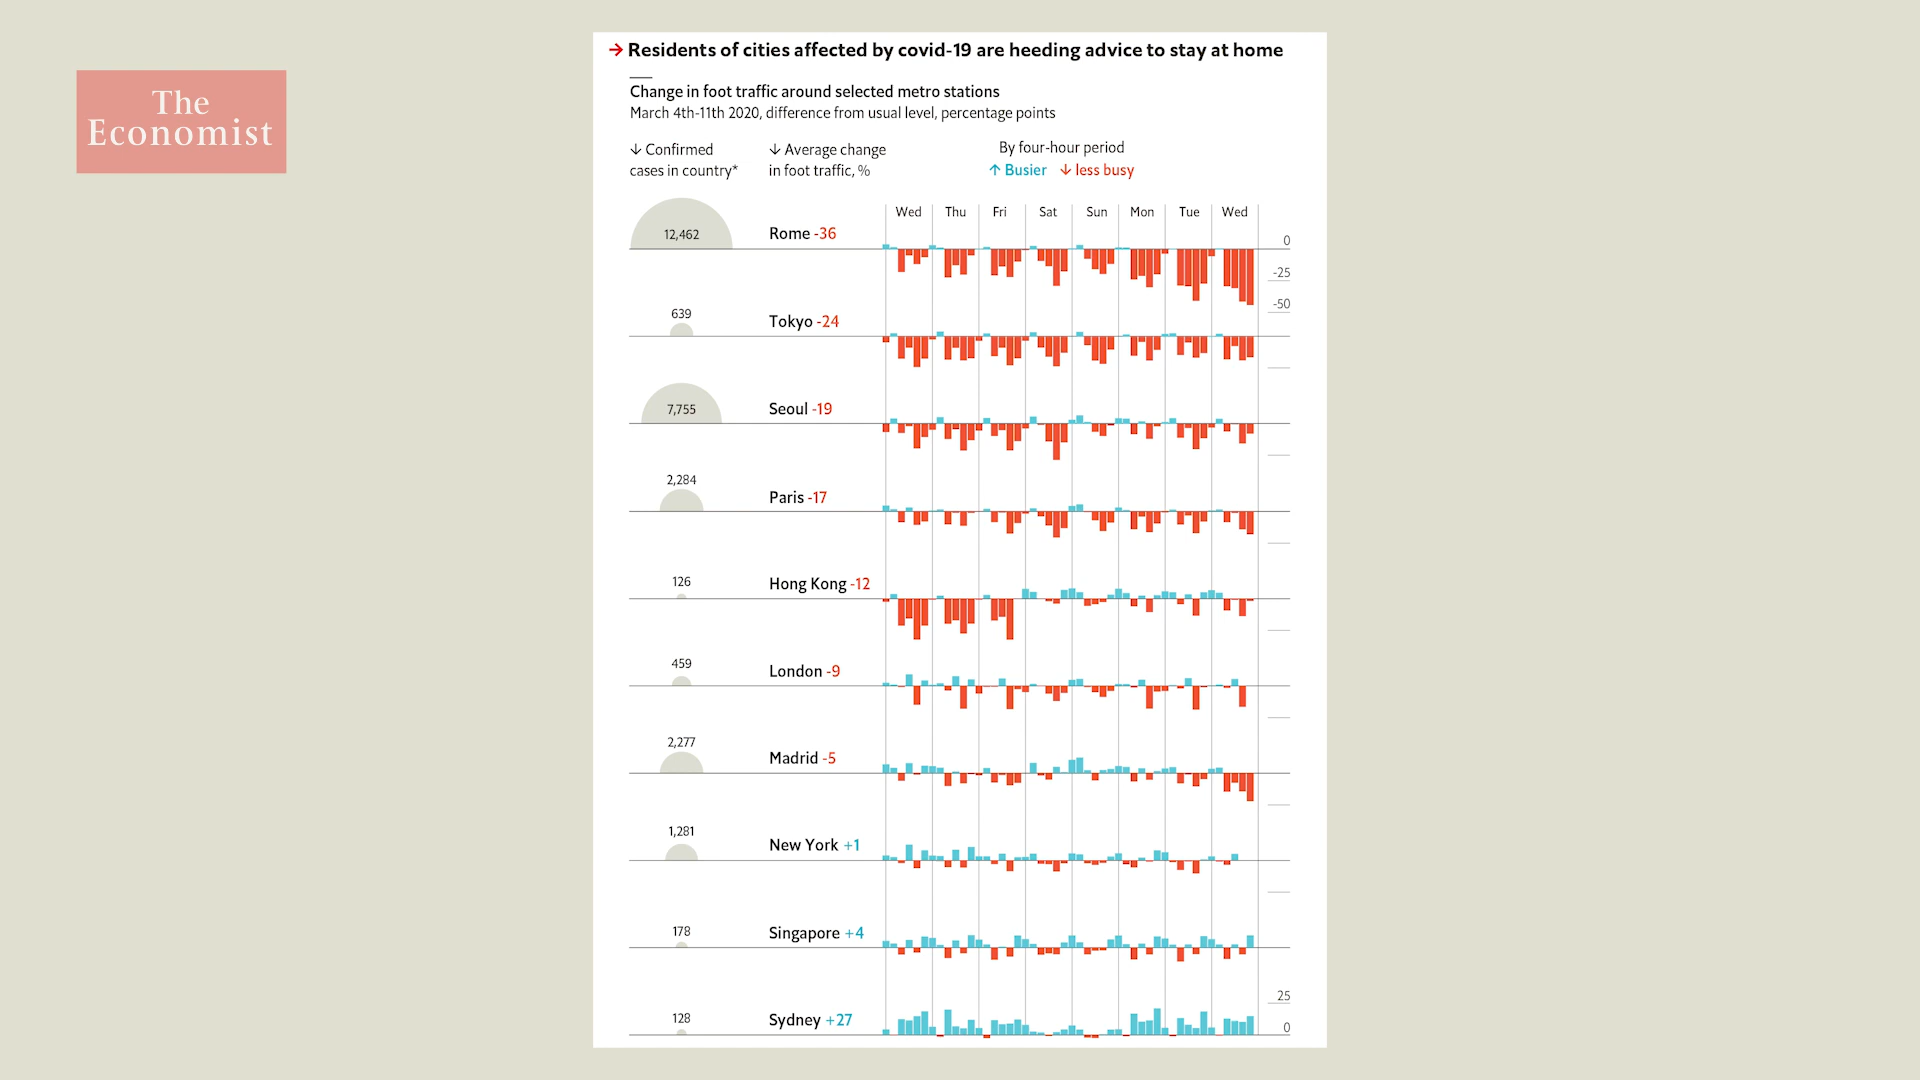 The
Economist
→ Residents of cities affected by covid-19 are heeding advice to stay at home
Change in foot traffic around selected metro stations
March 4th-11th 2020, difference from usual level, percentage points
↓ Confirmed
cases in country*
↓ Average change
in foot traffic, %
By four-hour period
↑ Busier ↓ less busy
Wed Thu Fri Sat Sun Mon Tue Wed
12,462 Rome -36
0
-25
-50
639 Tokyo -24
7,755 Seoul -19
2,284 Paris -17
126 Hong Kong -12
459 London -9
2,277 Madrid -5
1,281 New York +1
178 Singapore +4
25
128 Sydney +27
0